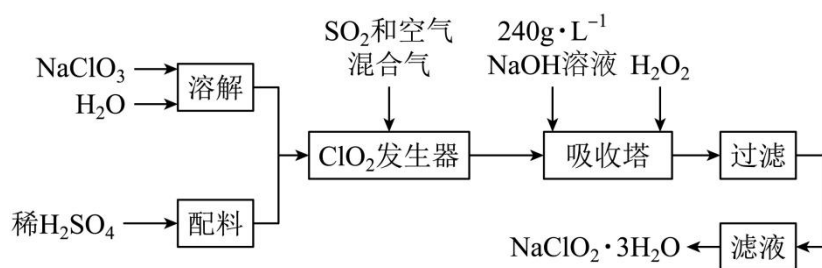 SO₂和空气
混合气
240g·L⁻¹
NaOH溶液 H₂O₂
NaClO₃
H₂O
溶解
ClO₂发生器
吸收塔
过滤
稀H₂SO₄
配料
NaClO₂·3H₂O
滤液